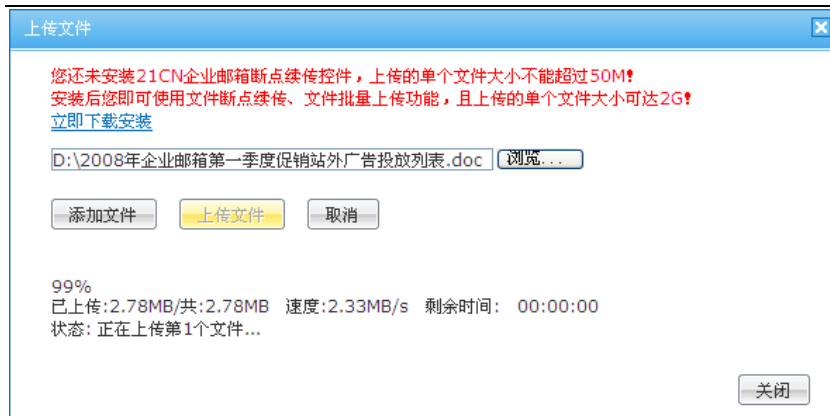 上传文件
您还未安装21CN企业邮箱断点续传控件，上传的单个文件大小不能超过50M!
安装后您即可使用文件断点续传、文件批量上传功能，且上传的单个文件大小可达2G!
立即下载安装
D:\2008年企业邮箱第一季度促销站外广告投放列表.doc 浏览...
添加文件 上传文件 取消
99%
已上传:2.78MB/共:2.78MB 速度:2.33MB/s 剩余时间: 00:00:00
状态: 正在上传第1个文件...
关闭